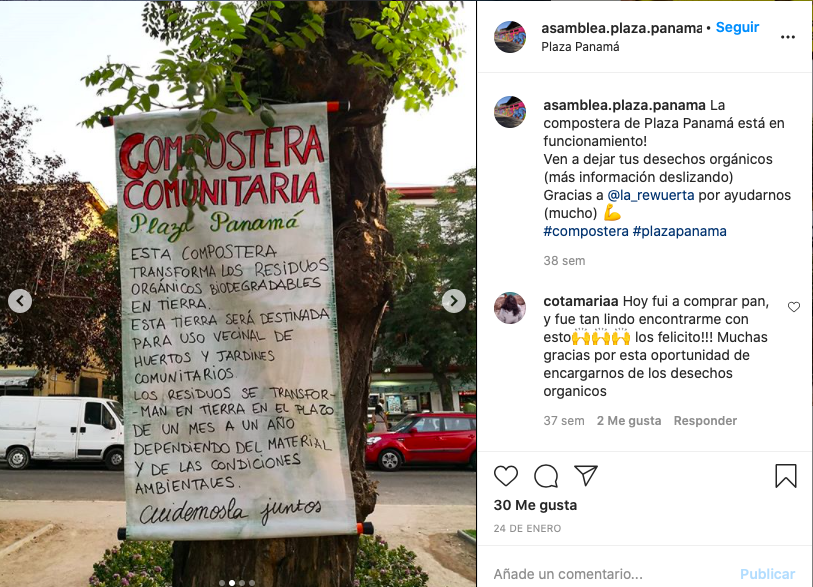 COMPOSTERA
COMUNITARIA
Plaza Panamá
ESTA COMPOSTERA
TRANSFORMA LOS RESIDUOS
ORGÁNICOS BIODEGRADABLES
EN TIERRA.
ESTA TIERRA SERÁ DESTINADA
PARA USO VECINAL DE
HUERTOS Y JARDINES
COMUNITARIOS
LOS RESIDUOS SE TRANSFOR-
-MAN EN TIERRA EN EL PLAZO
DE UN MES A UN AÑO
DEPENDIENDO DEL MATERIAL
Y DE LAS CONDICIONES
AMBIENTALES.
cuidemosla juntos
asamblea.plaza.panama • Seguir
Plaza Panamá
asamblea.plaza.panama La
compostera de Plaza Panamá está en
funcionamiento!
Ven a dejar tus desechos orgánicos
(más información deslizando)
Gracias a @la_rewuerta por ayudarnos
(mucho) 💪
#compostera #plazapanama
38 sem
cotamariaa Hoy fui a comprar pan,
y fue tan lindo encontrarme con
esto🙌🙌🙌 los felicito!!! Muchas
gracias por esta oportunidad de
encargarnos de los desechos
organicos
37 sem 2 Me gusta Responder
30 Me gusta
24 DE ENERO
Añade un comentario... Publicar